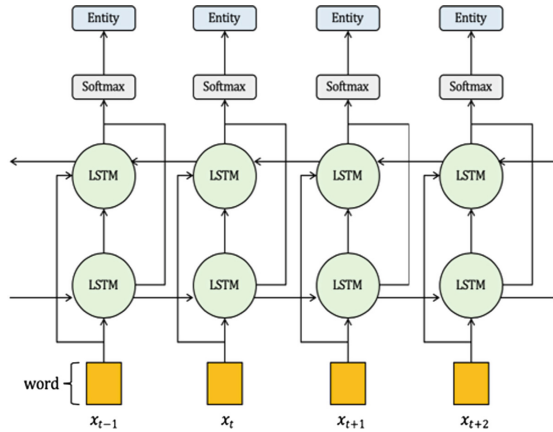 Entity Entity Entity Entity
Softmax Softmax Softmax Softmax
LSTM LSTM LSTM LSTM
LSTM LSTM LSTM LSTM
word
x_{t-1} x_t x_{t+1} x_{t+2}